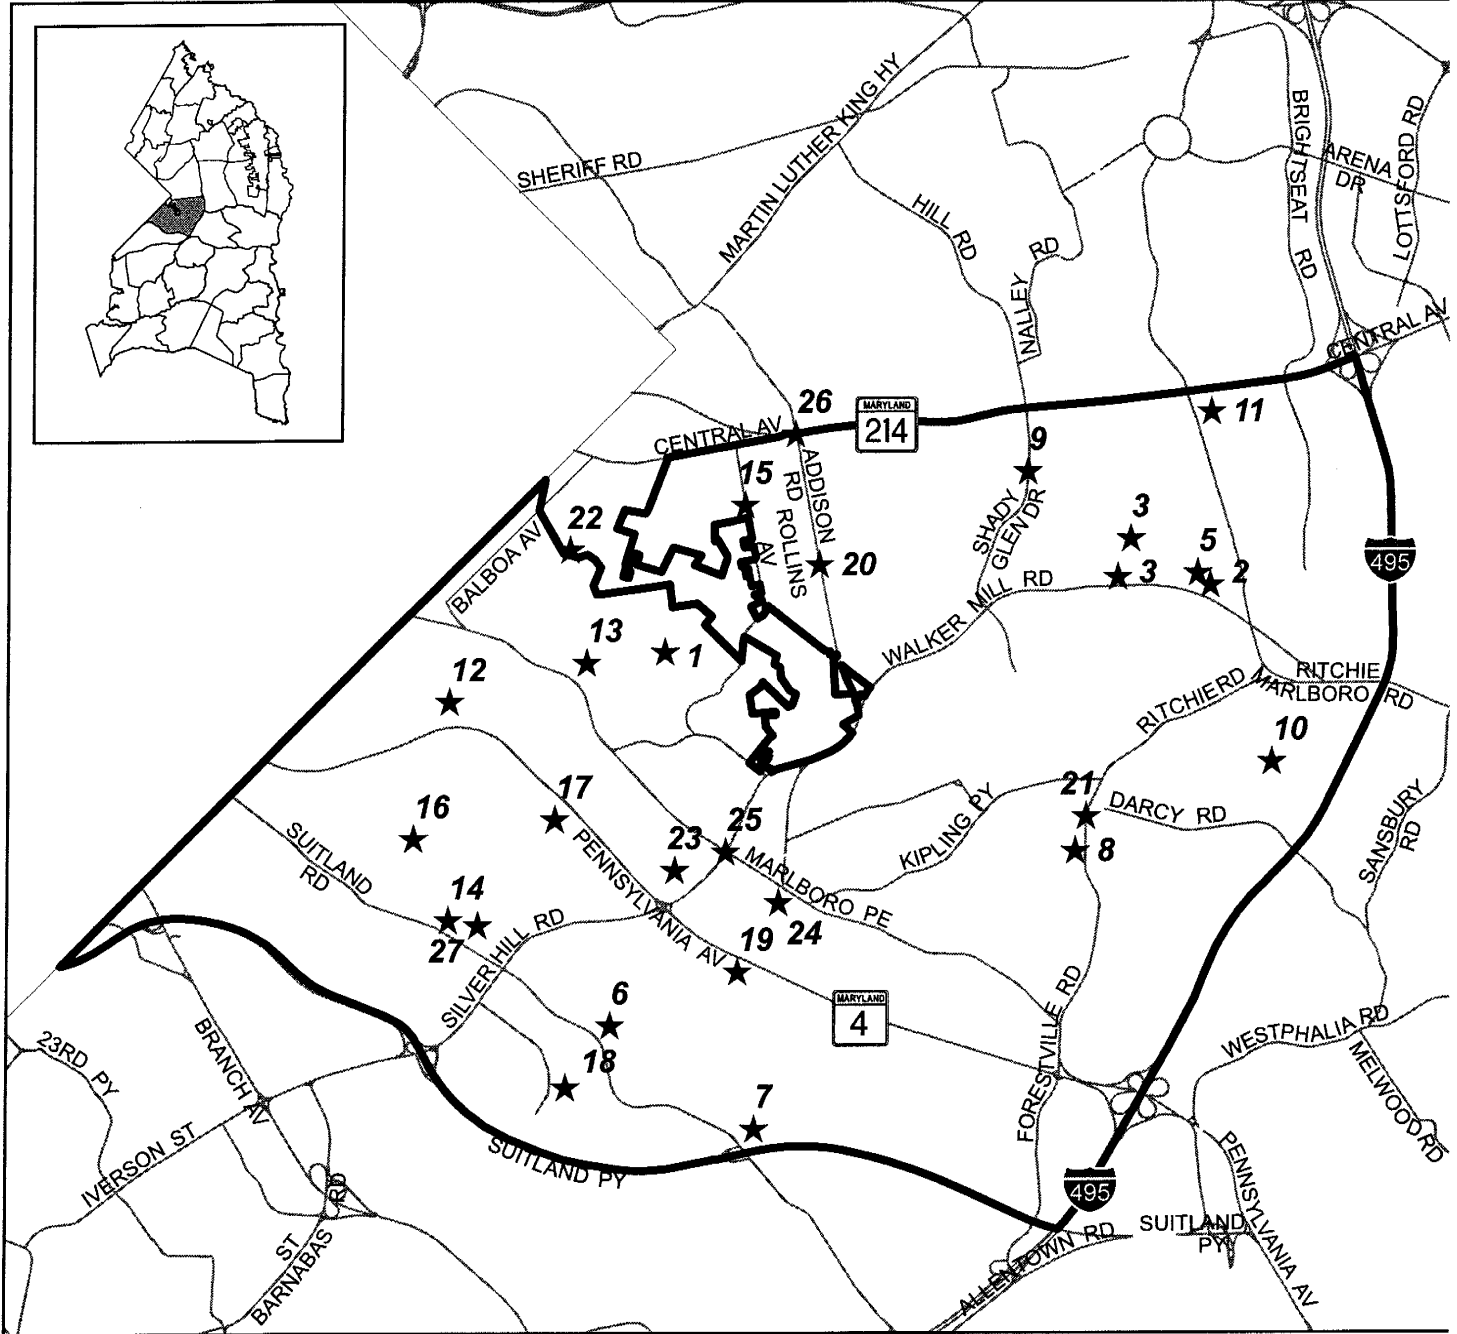 SHERIFF RD
MARTIN LUTHER KING HY
HILL RD
NALLEY RD
BRIGHTSEAT RD
ARENA DR
LOTTSFORD RD
CENTRAL AV
CENTRAL AV
26
MARYLAND
214
11
9
15
ADDISON RD
ROLLINS AV
SHADY GLEN DR
3
5
495
22
20
3
2
BALBOA AV
WALKER MILL RD
13
1
12
RITCHIE RD
RITCHIE
MARLBORO RD
10
17
21
16
DARCY RD
SANSBURY RD
SUITLAND RD
23
25
KIPLING PY
8
PENNSYLVANIA AV
MARLBORO PE
14
27
SILVER HILL RD
19
24
6
MARYLAND
4
FORESTVILLE RD
WESTPHALIA RD
MELWOOD RD
23RD PY
BRANCH AV
18
7
IVERSON ST
SUITLAND PY
495
PENNSYLVANIA AV
SUITLAND PY
RD
ST BARNABAS
ALLENTOWN RD